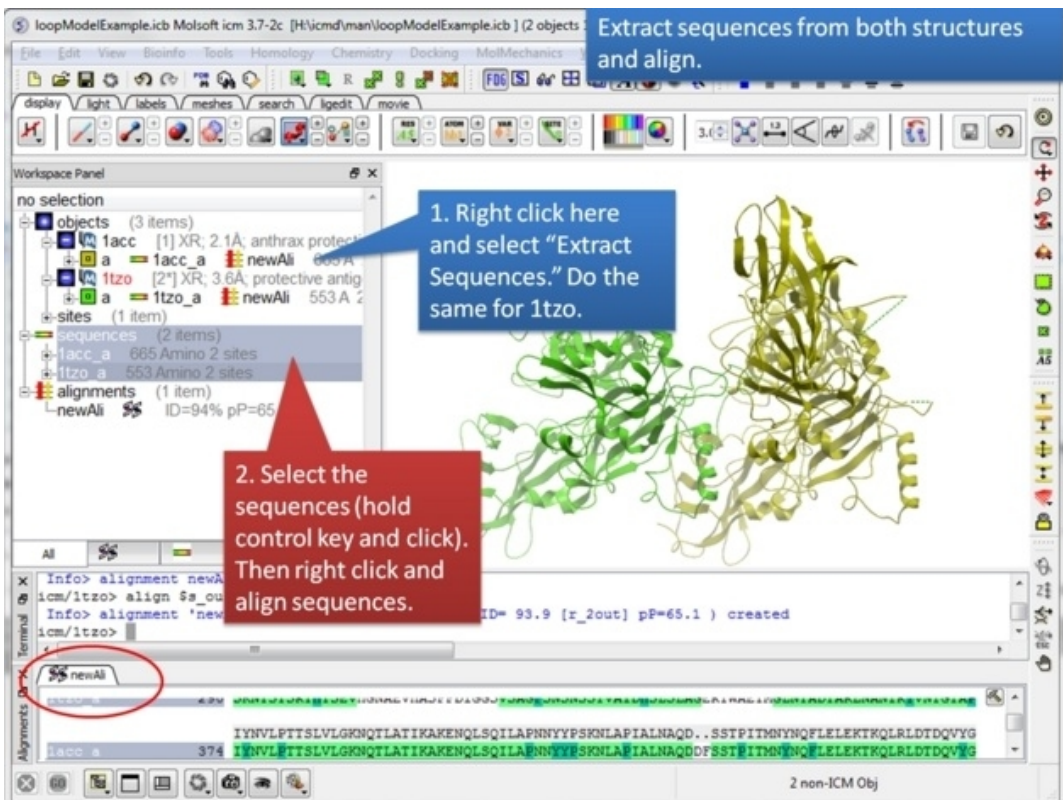 loopModelExample.icb Molsoft icm 3.7-2c [H:\icmd\man\loopModelExample.icb ] (2 objects
Extract sequences from both structures
and align.
File Edit View Bioinfo Tools Homology Chemistry Docking MolMechanics
display light labels meshes search ligedit movie
Workspace Panel
no selection
objects (3 items)
1acc [1] XR; 2.1Å; anthrax protect
a 1acc_a newAli
1tzo [2*] XR; 3.6Å; protective antig
a 1tzo_a newAli 553 A 2
sites (1 item)
sequences (2 items)
1acc_a 665 Amino 2 sites
1tzo_a 553 Amino 2 sites
alignments (1 item)
newAli ID=94% pP=65
1. Right click here
and select “Extract
Sequences.” Do the
same for 1tzo.
2. Select the
sequences (hold
control key and click).
Then right click and
align sequences.
All
Terminal
Info> alignment newA
icm/1tzo> align $s_ou
Info> alignment 'new ID= 93.9 [r_2out] pP=65.1 ) created
icm/1tzo>
newAli
Alignments
IYNVLPTTSLVLGKNQTLATIKAKENQLSQILAPNNYYPSKNLAPIALNAQD..SSTPITMNYNQFLELEKTKQLRLDTDQVYG
1acc_a 374 IYNVLPTTSLVLGKNQTLATIKAKENQLSQILAPNNYYPSKNLAPIALNAQDDFSSTPITMNYNQFLELEKTKQLRLDTDQVYG
2 non-ICM Obj